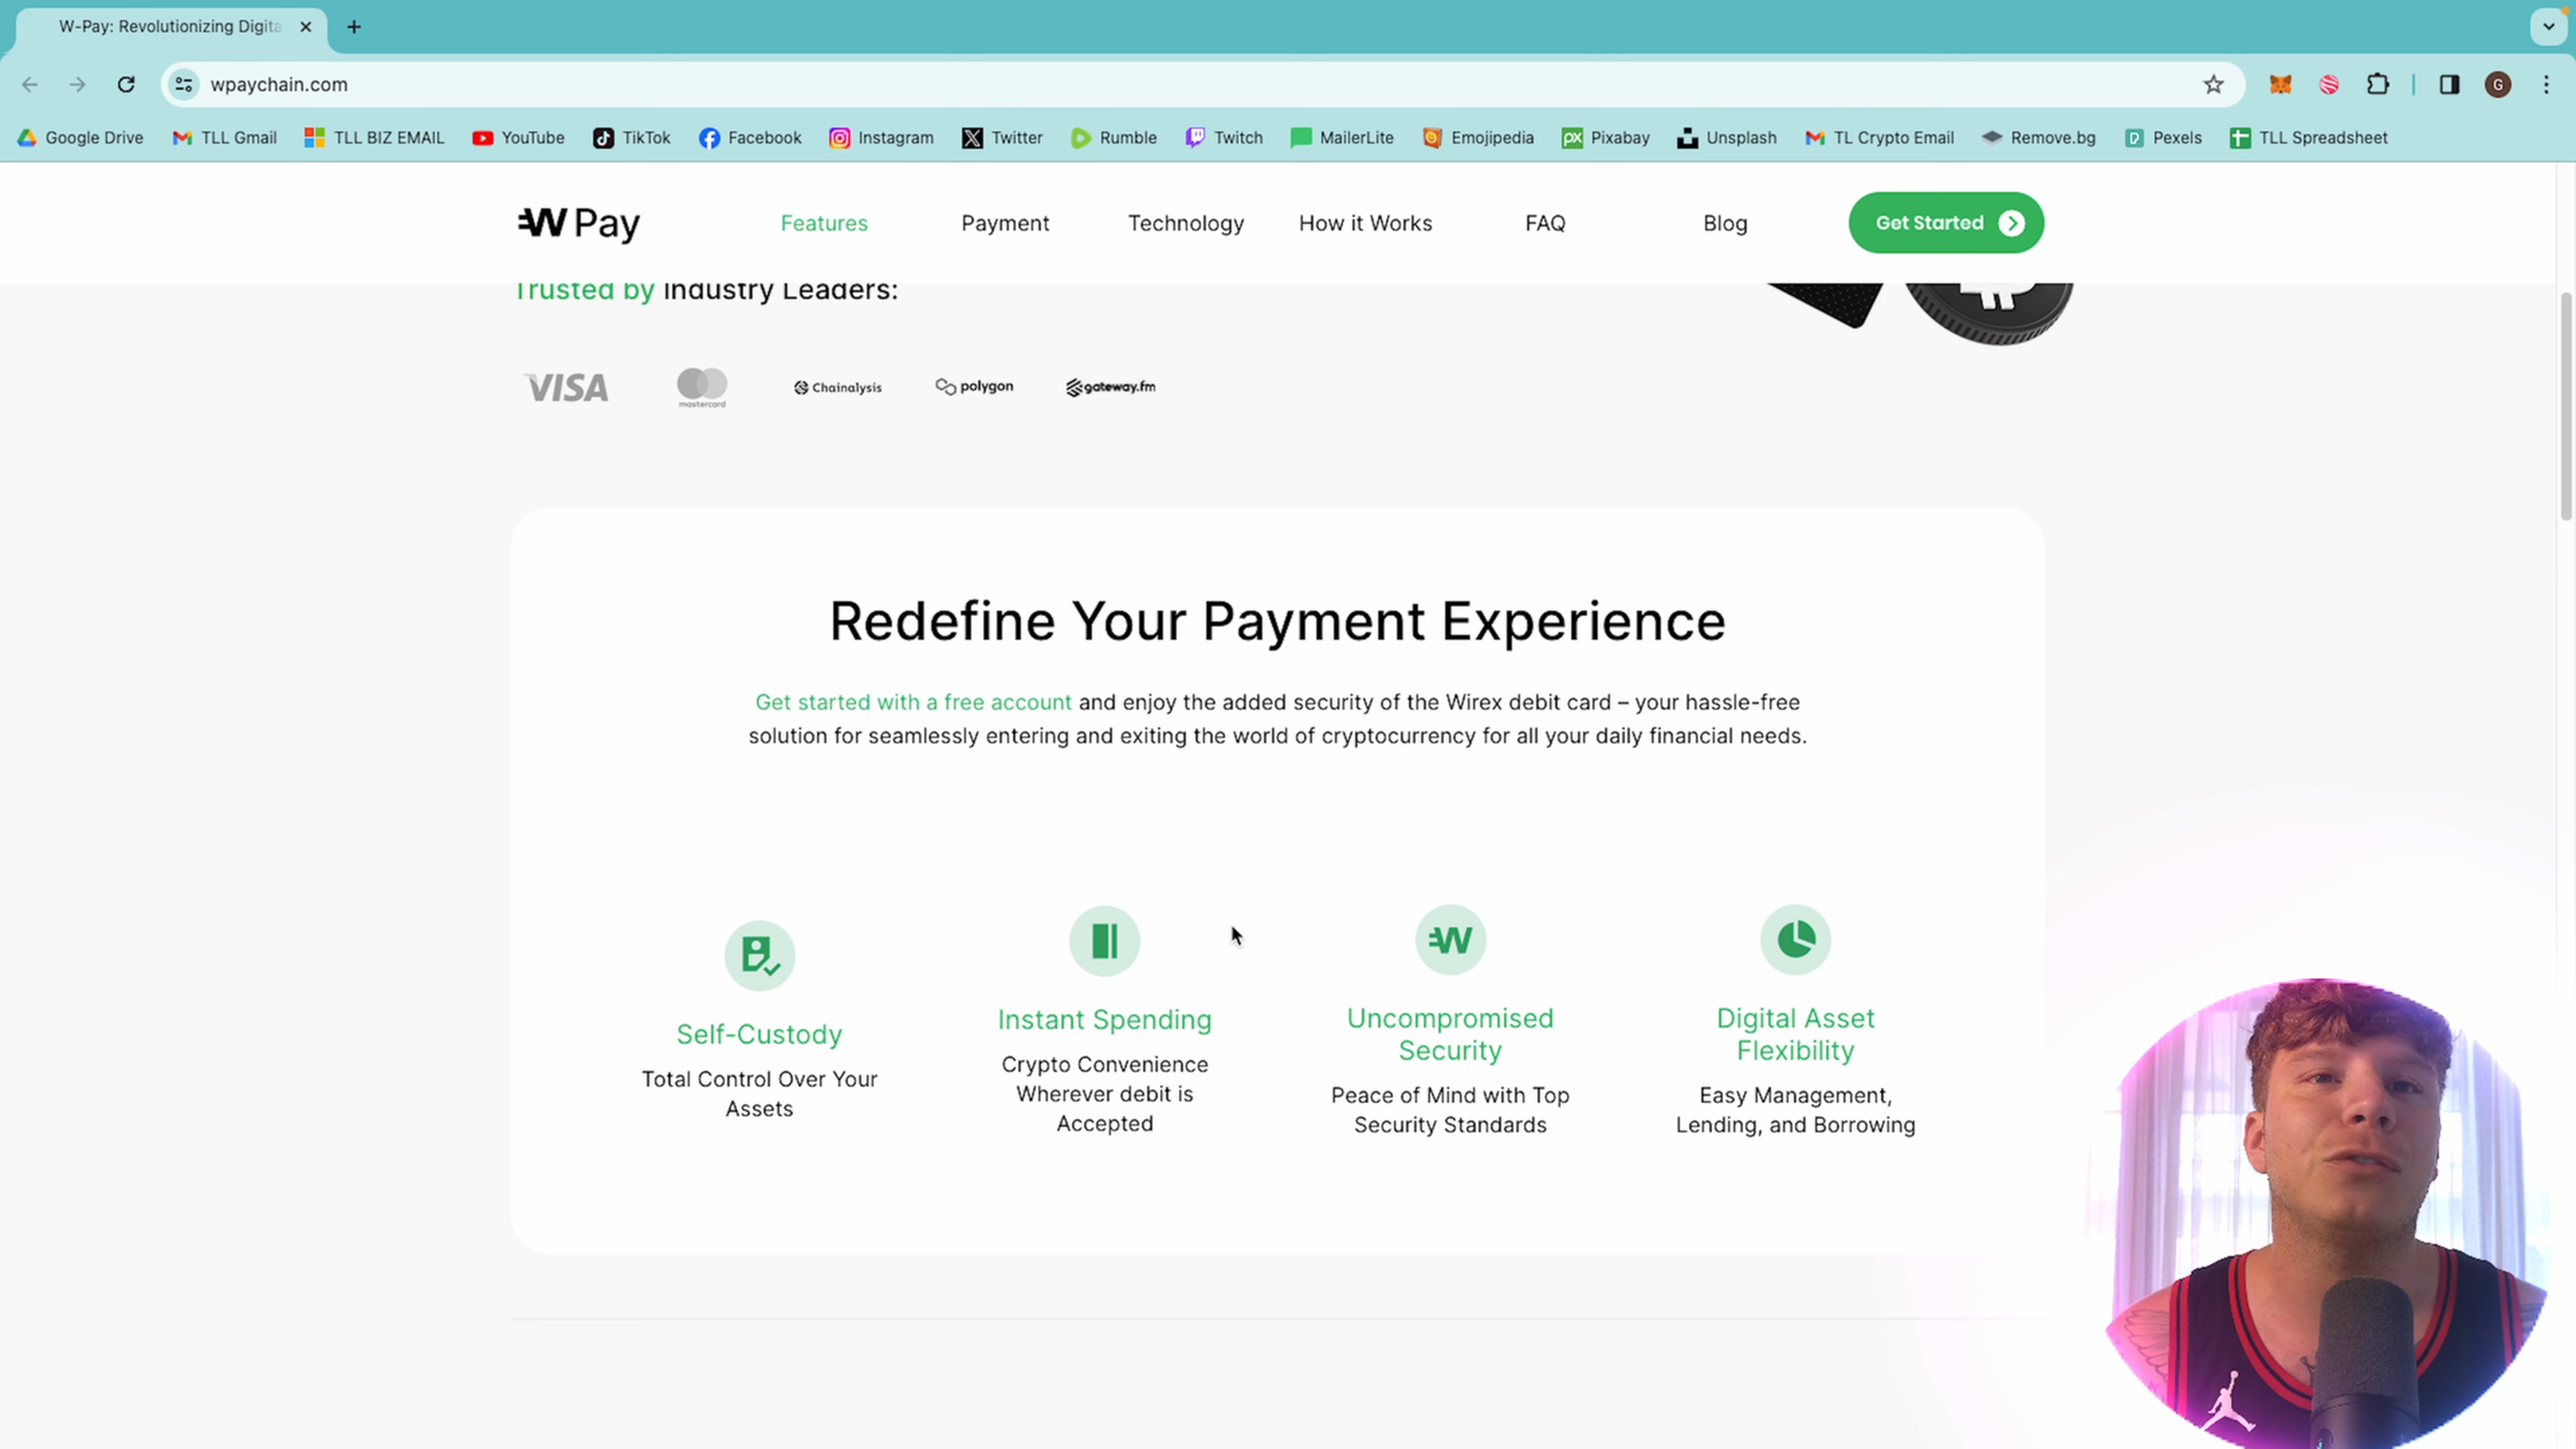 W-Pay: Revolutionizing Digita
wpaychain.com
G
Google Drive
TLL Gmail
TLL BIZ EMAIL
YouTube
TikTok
Facebook
Instagram
Twitter
Rumble
Twitch
MailerLite
Emojipedia
px Pixabay
Unsplash
TL Crypto Email
Remove.bg
Pexels
TLL Spreadsheet
W Pay
Features
Payment
Technology
How it Works
FAQ
Blog
Get Started
Trusted by Industry Leaders:
VISA
mastercard
Chainalysis
polygon
gateway.fm
Redefine Your Payment Experience
Get started with a free account and enjoy the added security of the Wirex debit card – your hassle-free
solution for seamlessly entering and exiting the world of cryptocurrency for all your daily financial needs.
Self-Custody
Total Control Over Your
Assets
Instant Spending
Crypto Convenience
Wherever debit is
Accepted
W
Uncompromised
Security
Peace of Mind with Top
Security Standards
Digital Asset
Flexibility
Easy Management,
Lending, and Borrowing